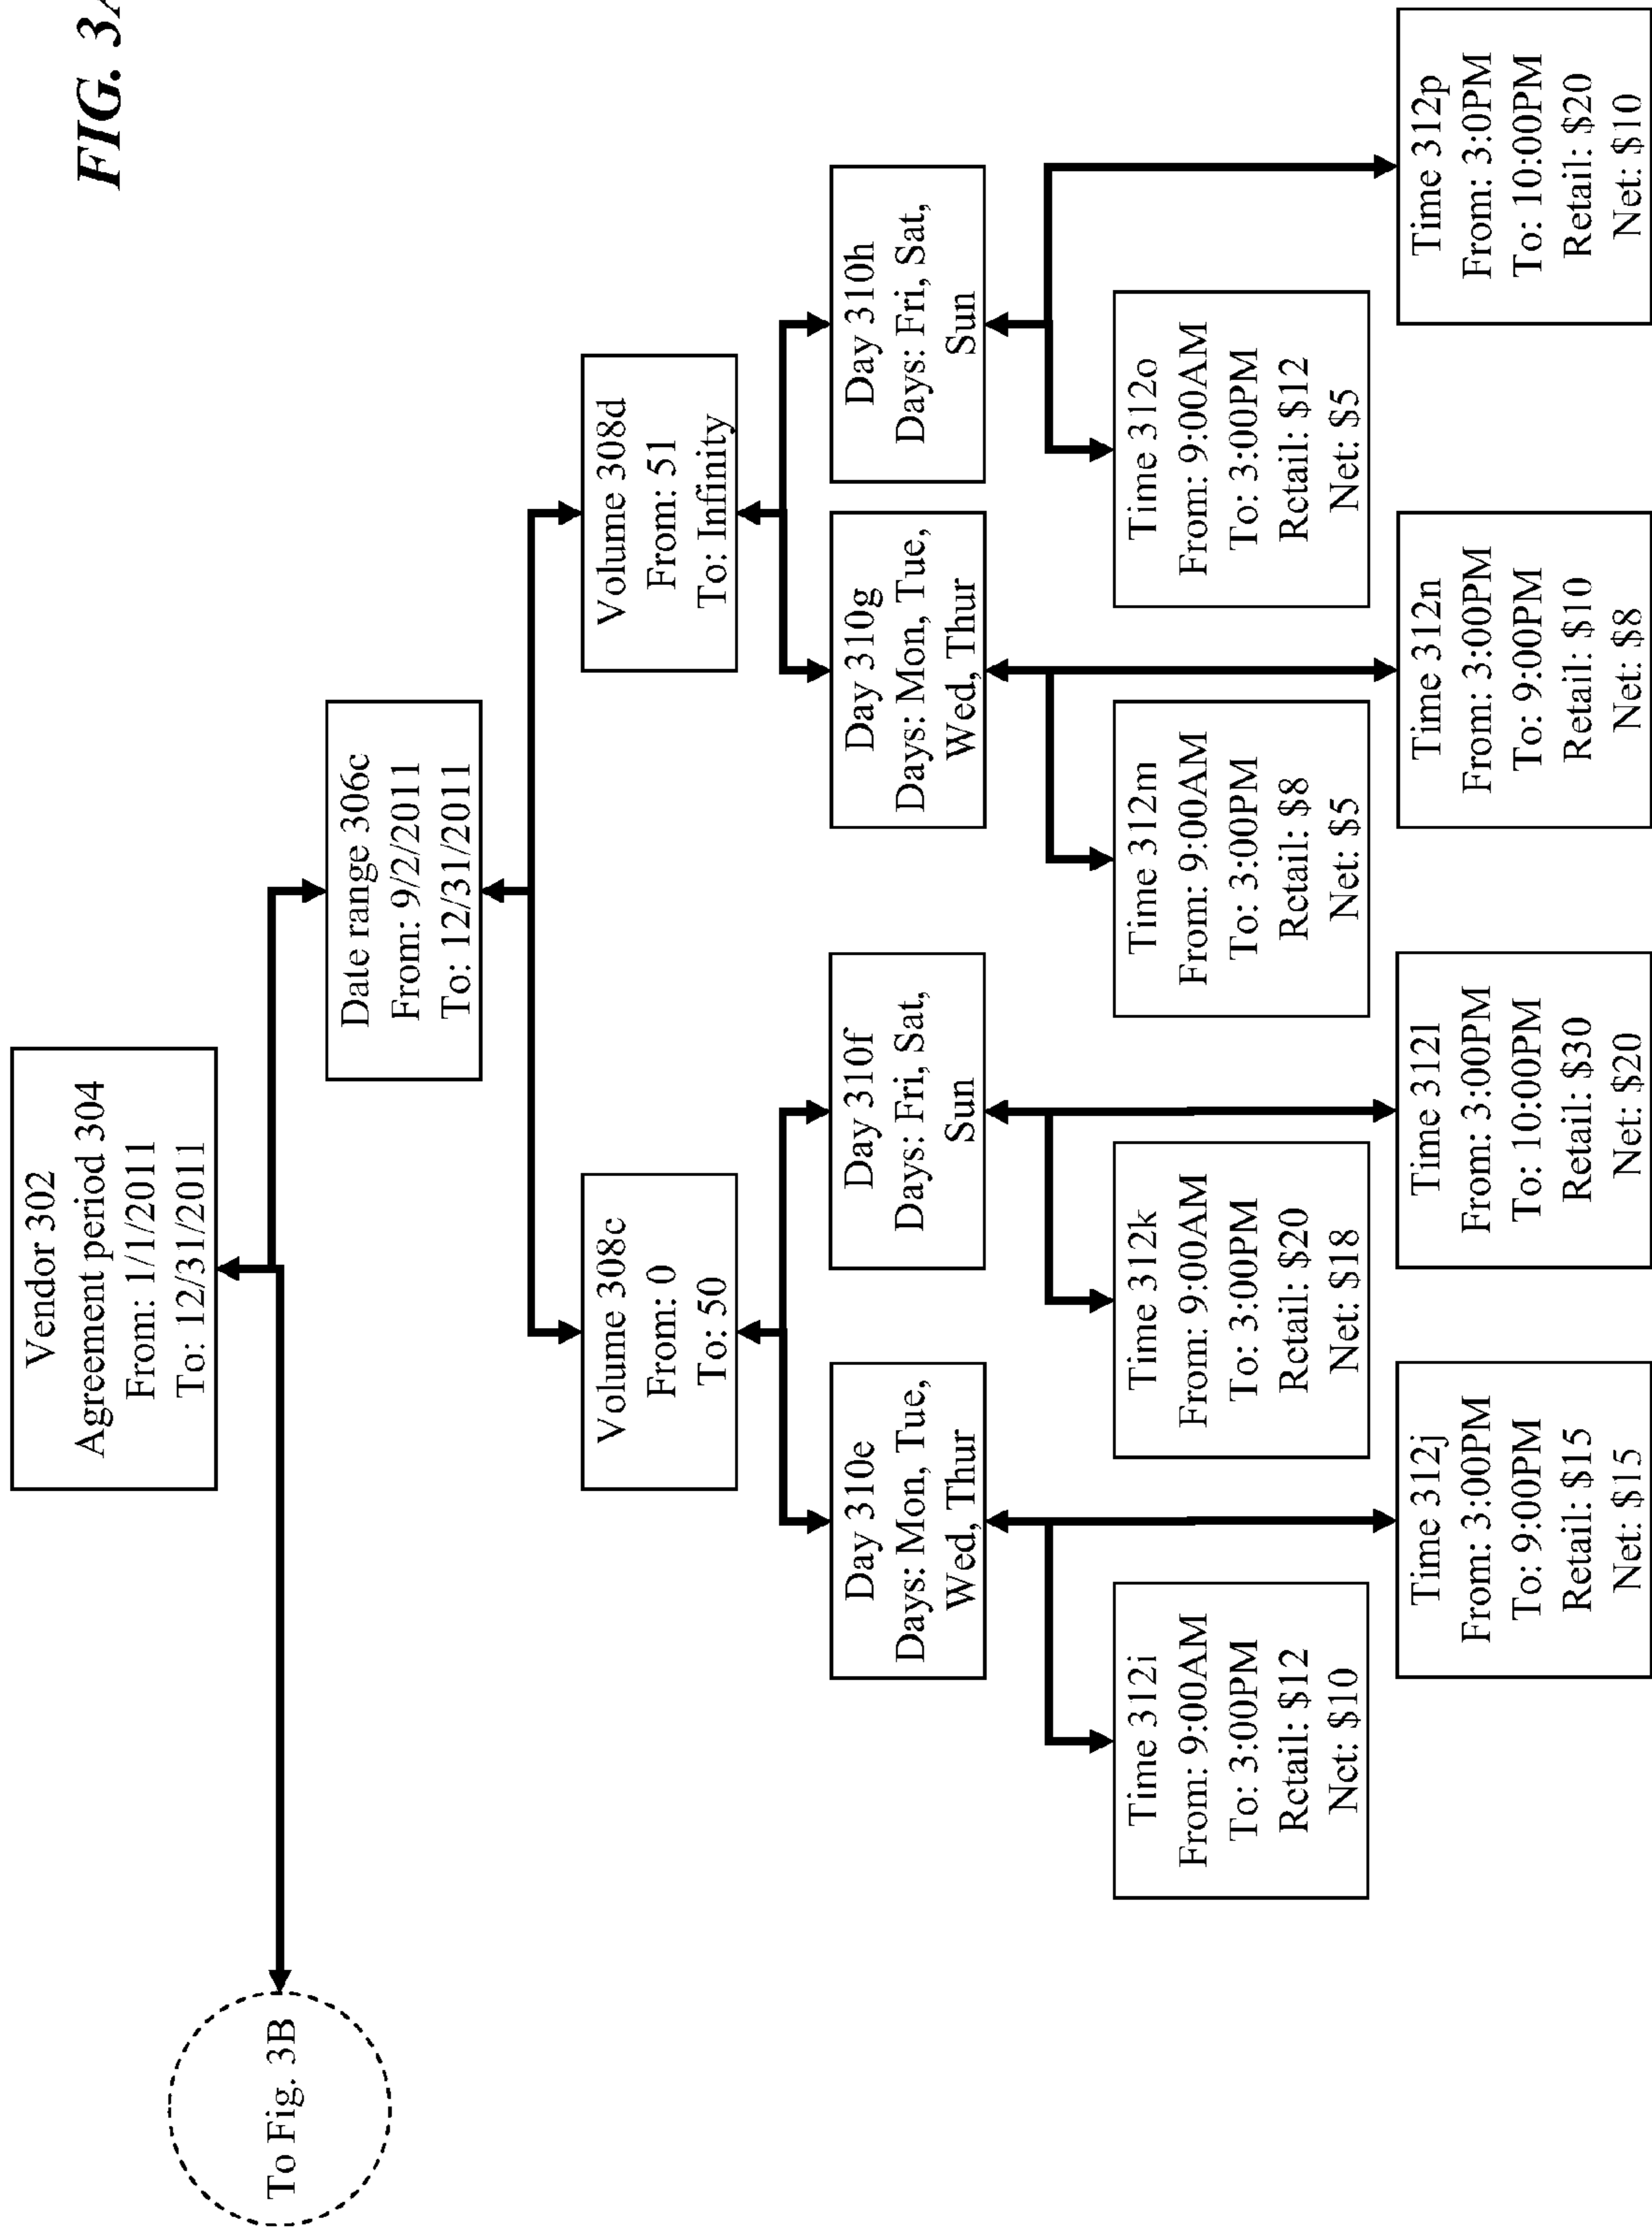 FIG. 3A
Vendor 302
Agreement period 304
From: 1/1/2011
To: 12/31/2011
To Fig. 3B
Date range 306c
From: 9/2/2011
To: 12/31/2011
Volume 308c
From: 0
To: 50
Volume 308d
From: 51
To: Infinity
Day 310e
Days: Mon, Tue,
Wed, Thur
Day 310f
Days: Fri, Sat,
Sun
Day 310g
Days: Mon, Tue,
Wed, Thur
Day 310h
Days: Fri, Sat,
Sun
Time 312i
From: 9:00AM
To: 3:00PM
Retail: $12
Net: $10
Time 312k
From: 9:00AM
To: 3:00PM
Retail: $20
Net: $18
Time 312m
From: 9:00AM
To: 3:00PM
Retail: $8
Net: $5
Time 312o
From: 9:00AM
To: 3:00PM
Retail: $12
Net: $5
Time 312j
From: 3:00PM
To: 9:00PM
Retail: $15
Net: $15
Time 312l
From: 3:00PM
To: 10:00PM
Retail: $30
Net: $20
Time 312n
From: 3:00PM
To: 9:00PM
Retail: $10
Net: $8
Time 312p
From: 3:0PM
To: 10:00PM
Retail: $20
Net: $10